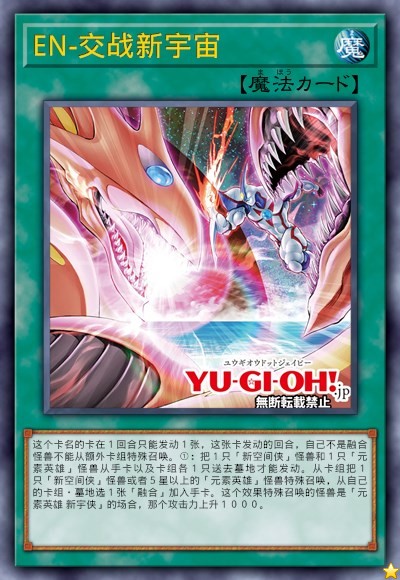 EN-交战新宇宙
魔
【魔法カード】
ま ほう
ユウギオウドットジェイピー
YU-GI-OH!.jp
無断転載禁止
这个卡名的卡在1回合只能发动1张，这张卡发动的回合，自己不是融合
怪兽不能从额外卡组特殊召唤。①：把1只「新空间侠」怪兽和1只「元
素英雄」怪兽从手卡以及卡组各1只送去墓地才能发动。从卡组把1
只「新空间侠」怪兽或者5星以上的「元素英雄」怪兽特殊召唤，从自己
的卡组·墓地选1张「融合」加入手卡。这个效果特殊召唤的怪兽是「元
素英雄 新宇侠」的场合，那个攻击力上升1000。